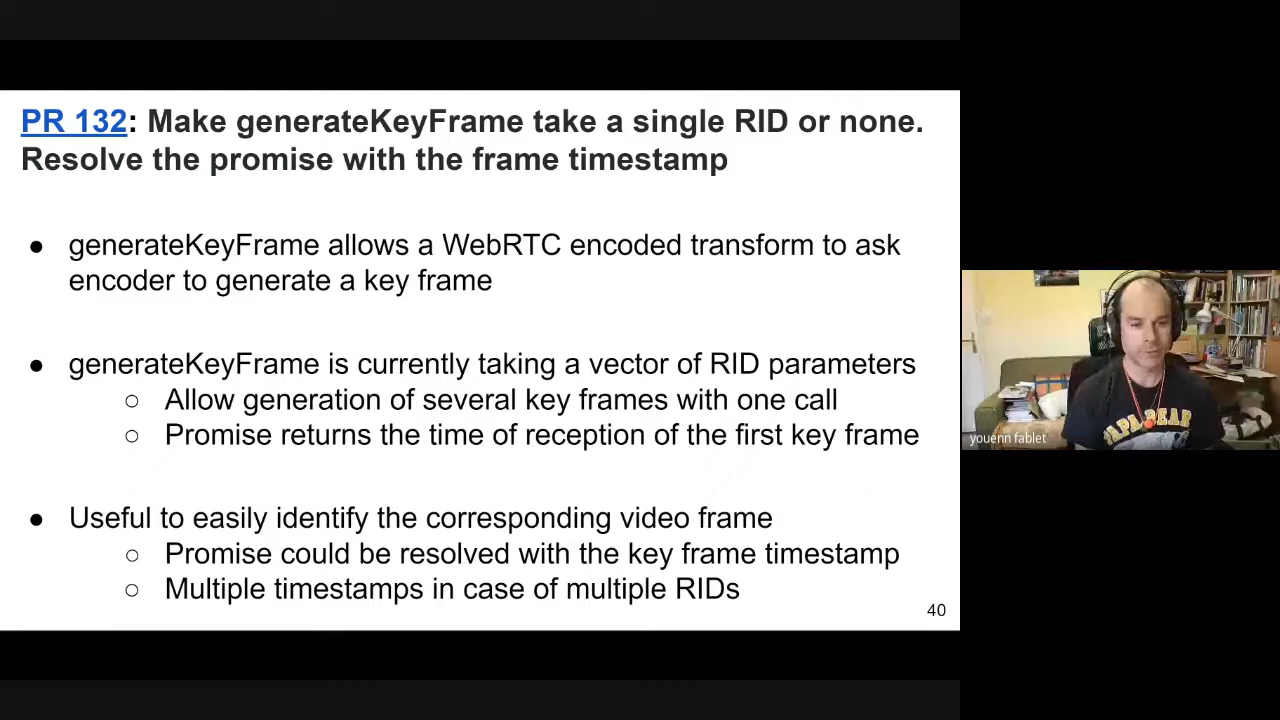 PR 132: Make generateKeyFrame take a single RID or none.
Resolve the promise with the frame timestamp
● generateKeyFrame allows a WebRTC encoded transform to ask
encoder to generate a key frame
● generateKeyFrame is currently taking a vector of RID parameters
○ Allow generation of several key frames with one call
○ Promise returns the time of reception of the first key frame
● Useful to easily identify the corresponding video frame
○ Promise could be resolved with the key frame timestamp
○ Multiple timestamps in case of multiple RIDs
40
youenn fablet
PAPA BEAR